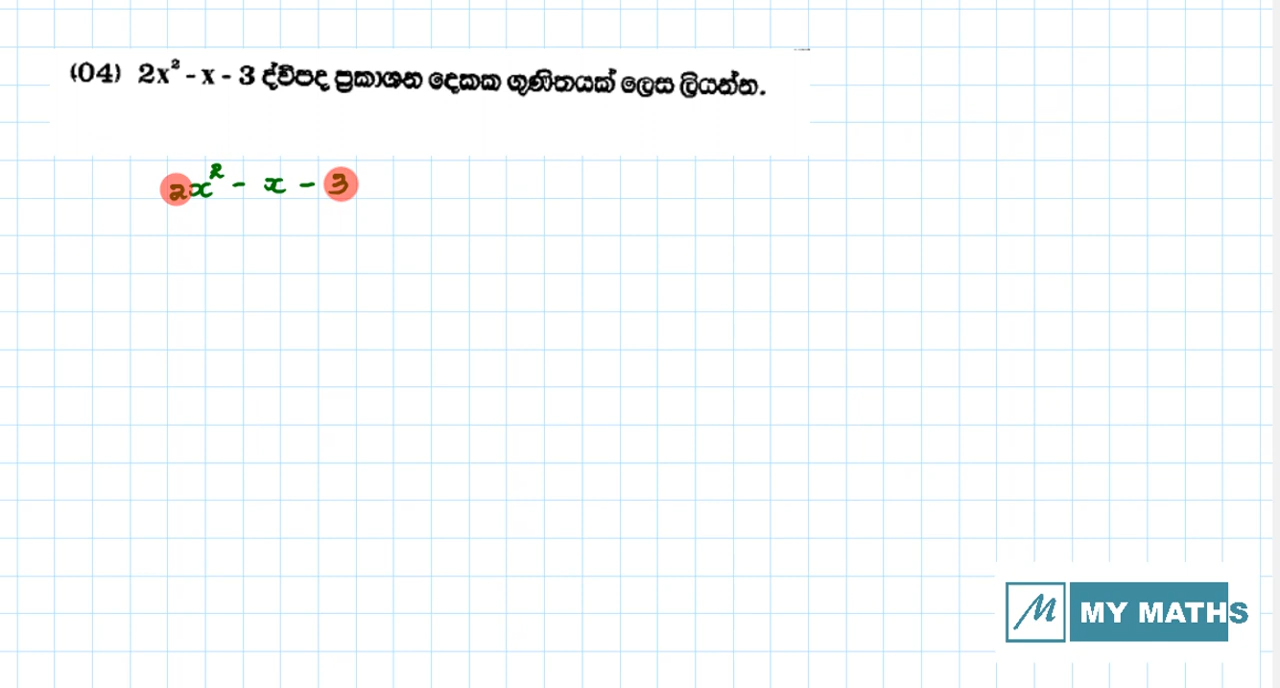 (04) 2x² - x - 3 ද්විපද ප්‍රකාශන දෙකක ගුණිතයක් ලෙස ලියන්න.
2x² - x - 3
M MY MATHS